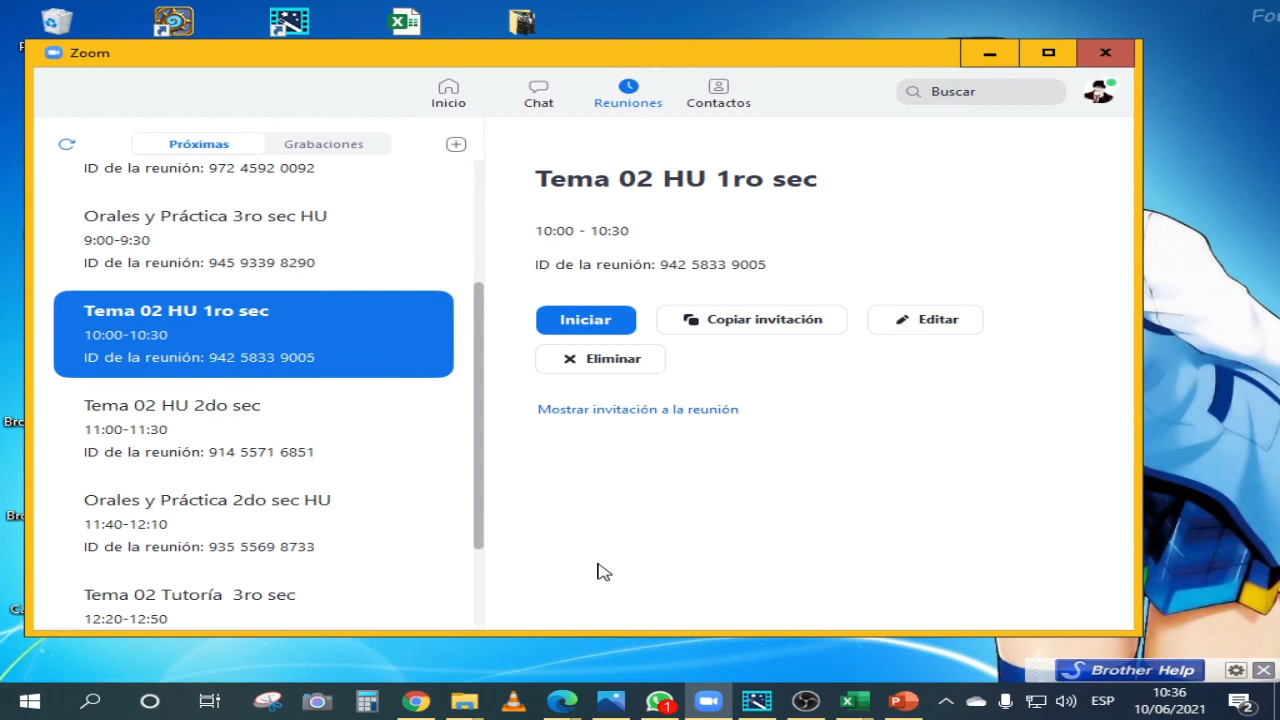 Fou
Zoom
Inicio
Chat
Reuniones
Contactos
Buscar
Próximas
Grabaciones
ID de la reunión: 972 4592 0092
Orales y Práctica 3ro sec HU
9:00-9:30
ID de la reunión: 945 9339 8290
Tema 02 HU 1ro sec
10:00-10:30
ID de la reunión: 942 5833 9005
Tema 02 HU 2do sec
11:00-11:30
ID de la reunión: 914 5571 6851
Orales y Práctica 2do sec HU
11:40-12:10
ID de la reunión: 935 5569 8733
Tema 02 Tutoría  3ro sec
12:20-12:50
Tema 02 HU 1ro sec
10:00 - 10:30
ID de la reunión: 942 5833 9005
Iniciar
Copiar invitación
Editar
Eliminar
Mostrar invitación a la reunión
Brother Help
1
ESP
10:36
10/06/2021
2